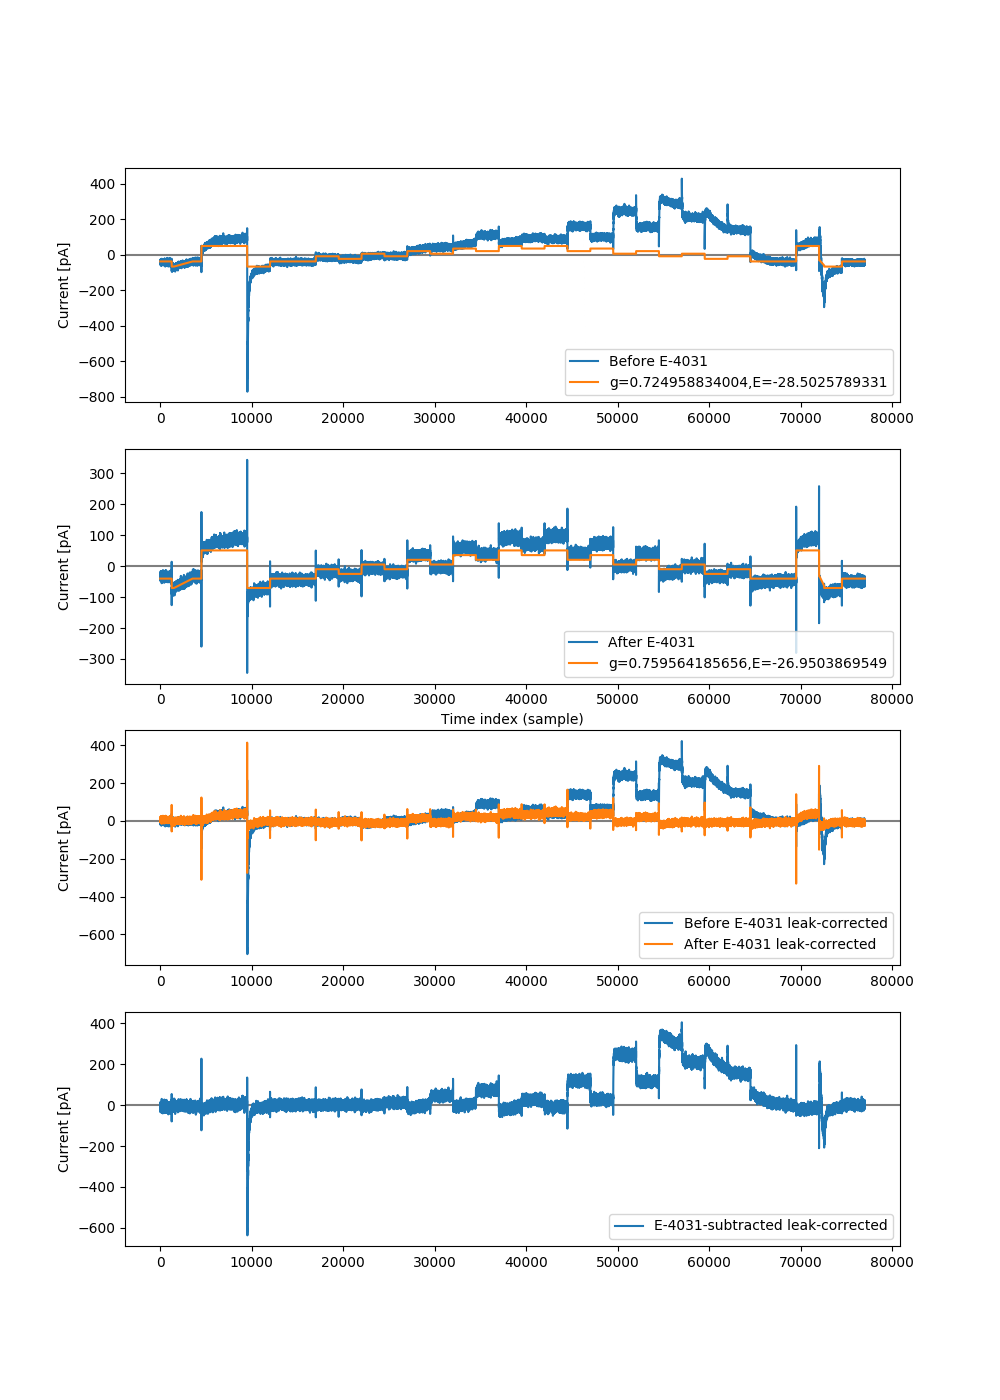 400
200
0
−200
−400
−600
−800
Current [pA]
Before E-4031
g=0.724958834004,E=-28.5025789331
0 10000 20000 30000 40000 50000 60000 70000 80000
300
200
100
0
−100
−200
−300
Current [pA]
After E-4031
g=0.759564185656,E=-26.9503869549
0 10000 20000 30000 40000 50000 60000 70000 80000
Time index (sample)
400
200
0
−200
−400
−600
Current [pA]
Before E-4031 leak-corrected
After E-4031 leak-corrected
0 10000 20000 30000 40000 50000 60000 70000 80000
400
200
0
−200
−400
−600
Current [pA]
E-4031-subtracted leak-corrected
0 10000 20000 30000 40000 50000 60000 70000 80000